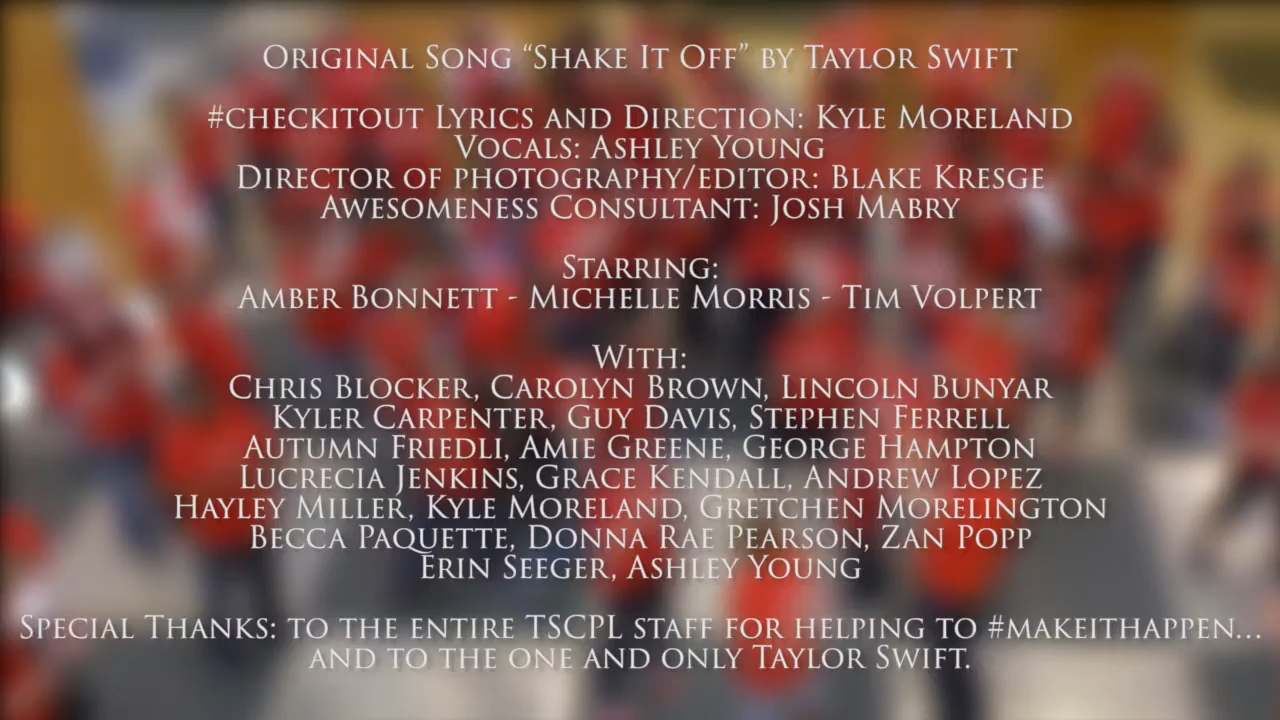 Original Song “Shake It Off” by Taylor Swift
#checkitout Lyrics and Direction: Kyle Moreland
Vocals: Ashley Young
Director of photography/editor: Blake Kresge
Awesomeness Consultant: Josh Mabry
Starring:
Amber Bonnett - Michelle Morris - Tim Volpert
With:
Chris Blocker, Carolyn Brown, Lincoln Bunyar
Kyler Carpenter, Guy Davis, Stephen Ferrell
Autumn Friedli, Amie Greene, George Hampton
Lucrecia Jenkins, Grace Kendall, Andrew Lopez
Hayley Miller, Kyle Moreland, Gretchen Morelington
Becca Paquette, Donna Rae Pearson, Zan Popp
Erin Seeger, Ashley Young
Special Thanks: to the entire TSCPL staff for helping to #makeithappen...
and to the one and only Taylor Swift.